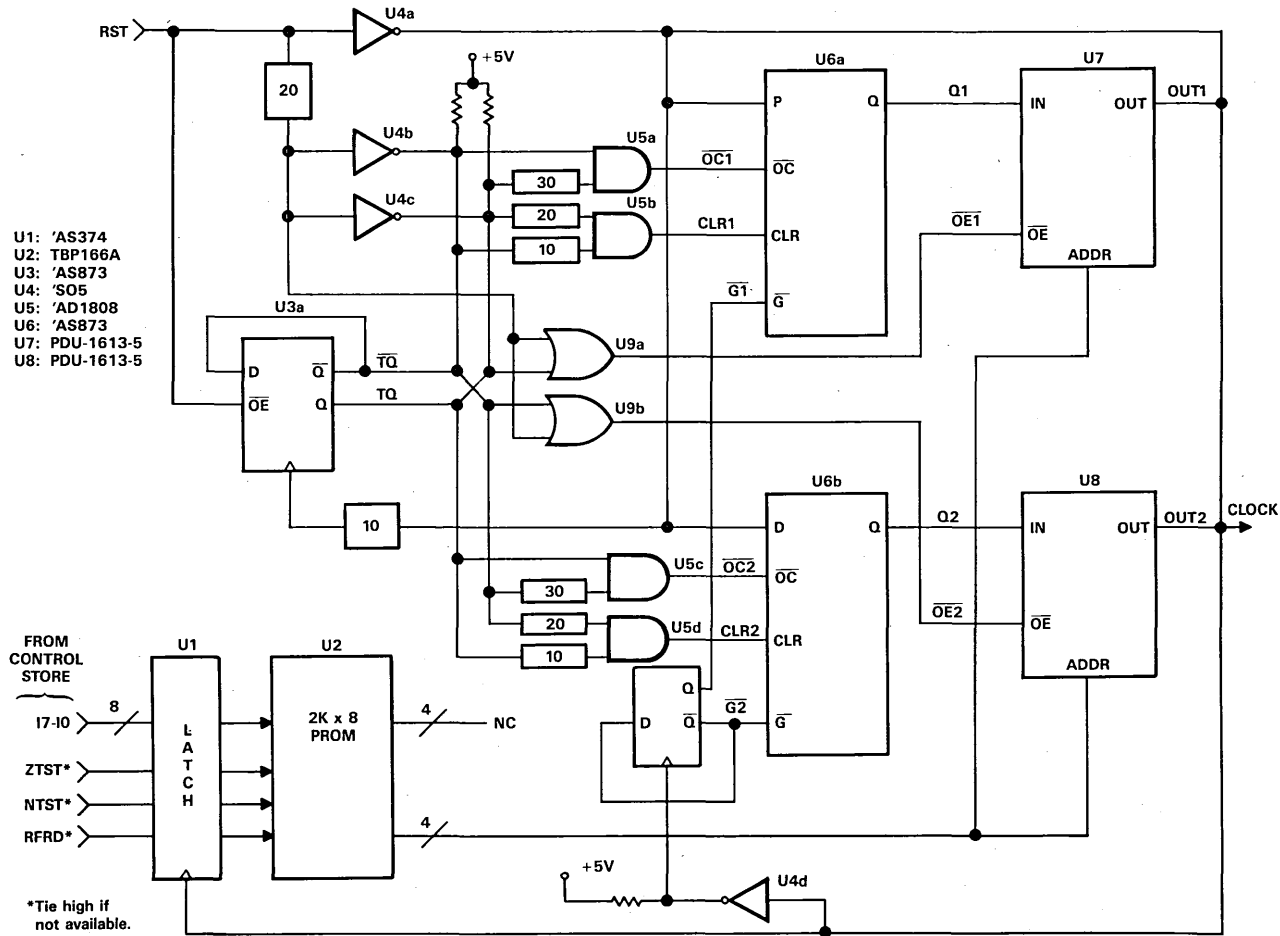 RST
U4a
+5V
20
U4b
U4c
U5a
30
U5b
20
10
U6a
P
Q
OC
CLR
G
OC1
CLR1
G1
Q1
U7
IN
OUT
OUT1
OE1
OE
ADDR
U1: 'AS374
U2: TBP166A
U3: 'AS873
U4: 'SO5
U5: 'AD1808
U6: 'AS873
U7: PDU-1613-5
U8: PDU-1613-5
U3a
D
Q
TQ
OE
Q
TQ
U9a
U9b
10
U6b
D
Q
Q2
U8
IN
OUT
OUT2
CLOCK
U5c
OC2
OC
30
20
U5d
CLR2
CLR
10
OE2
OE
ADDR
Q
D
Q
G2
G
FROM
CONTROL
STORE
U1
U2
I7-I0
8
LATCH
2K x 8
PROM
4
NC
ZTST*
NTST*
RFRD*
4
+5V
U4d
*Tie high if
not available.